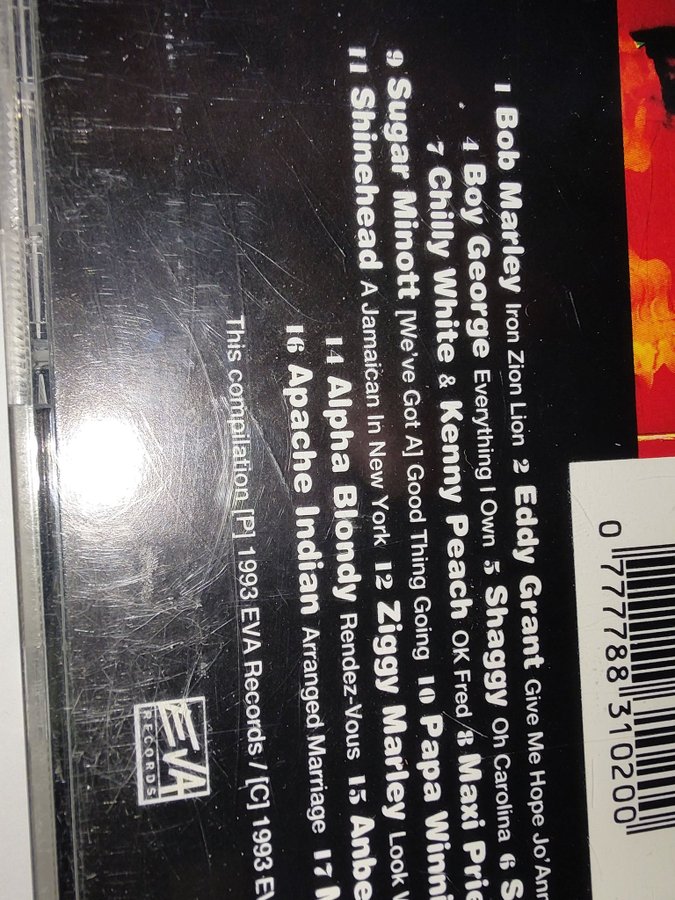 1 Bob Marley Iron Zion Lion 2 Eddy Grant Give Me Hope Jo'Ann
4 Boy George Everything I Own 5 Shaggy Oh Carolina 6 S
7 Chilly White & Kenny Peach OK Fred 8 Maxi Prie
9 Sugar Minott [We've Got A] Good Thing Going 10 Papa Winni
11 Shinehead A Jamaican In New York 12 Ziggy Marley Look
14 Alpha Blondy Rendez-Vous 15 Anbe
16 Apache Indian Arranged Marriage 17
This compilation [P] 1993 EVA Records / [C] 1993 EV
EVA
RECORDS
0 77778831020 0